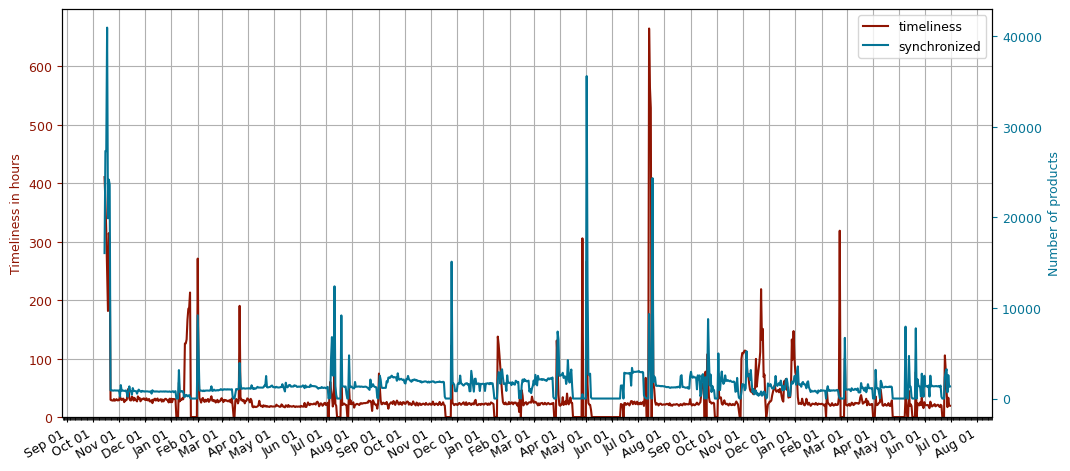 timeliness
synchronized
Timeliness in hours
Number of products
600
500
400
300
200
100
0
40000
30000
20000
10000
0
Sep 01
Oct 01
Nov 01
Dec 01
Jan 01
Feb 01
Mar 01
Apr 01
May 01
Jun 01
Jul 01
Aug 01
Sep 01
Oct 01
Nov 01
Dec 01
Jan 01
Feb 01
Mar 01
Apr 01
May 01
Jun 01
Jul 01
Aug 01
Sep 01
Oct 01
Nov 01
Dec 01
Jan 01
Feb 01
Mar 01
Apr 01
May 01
Jun 01
Jul 01
Aug 01